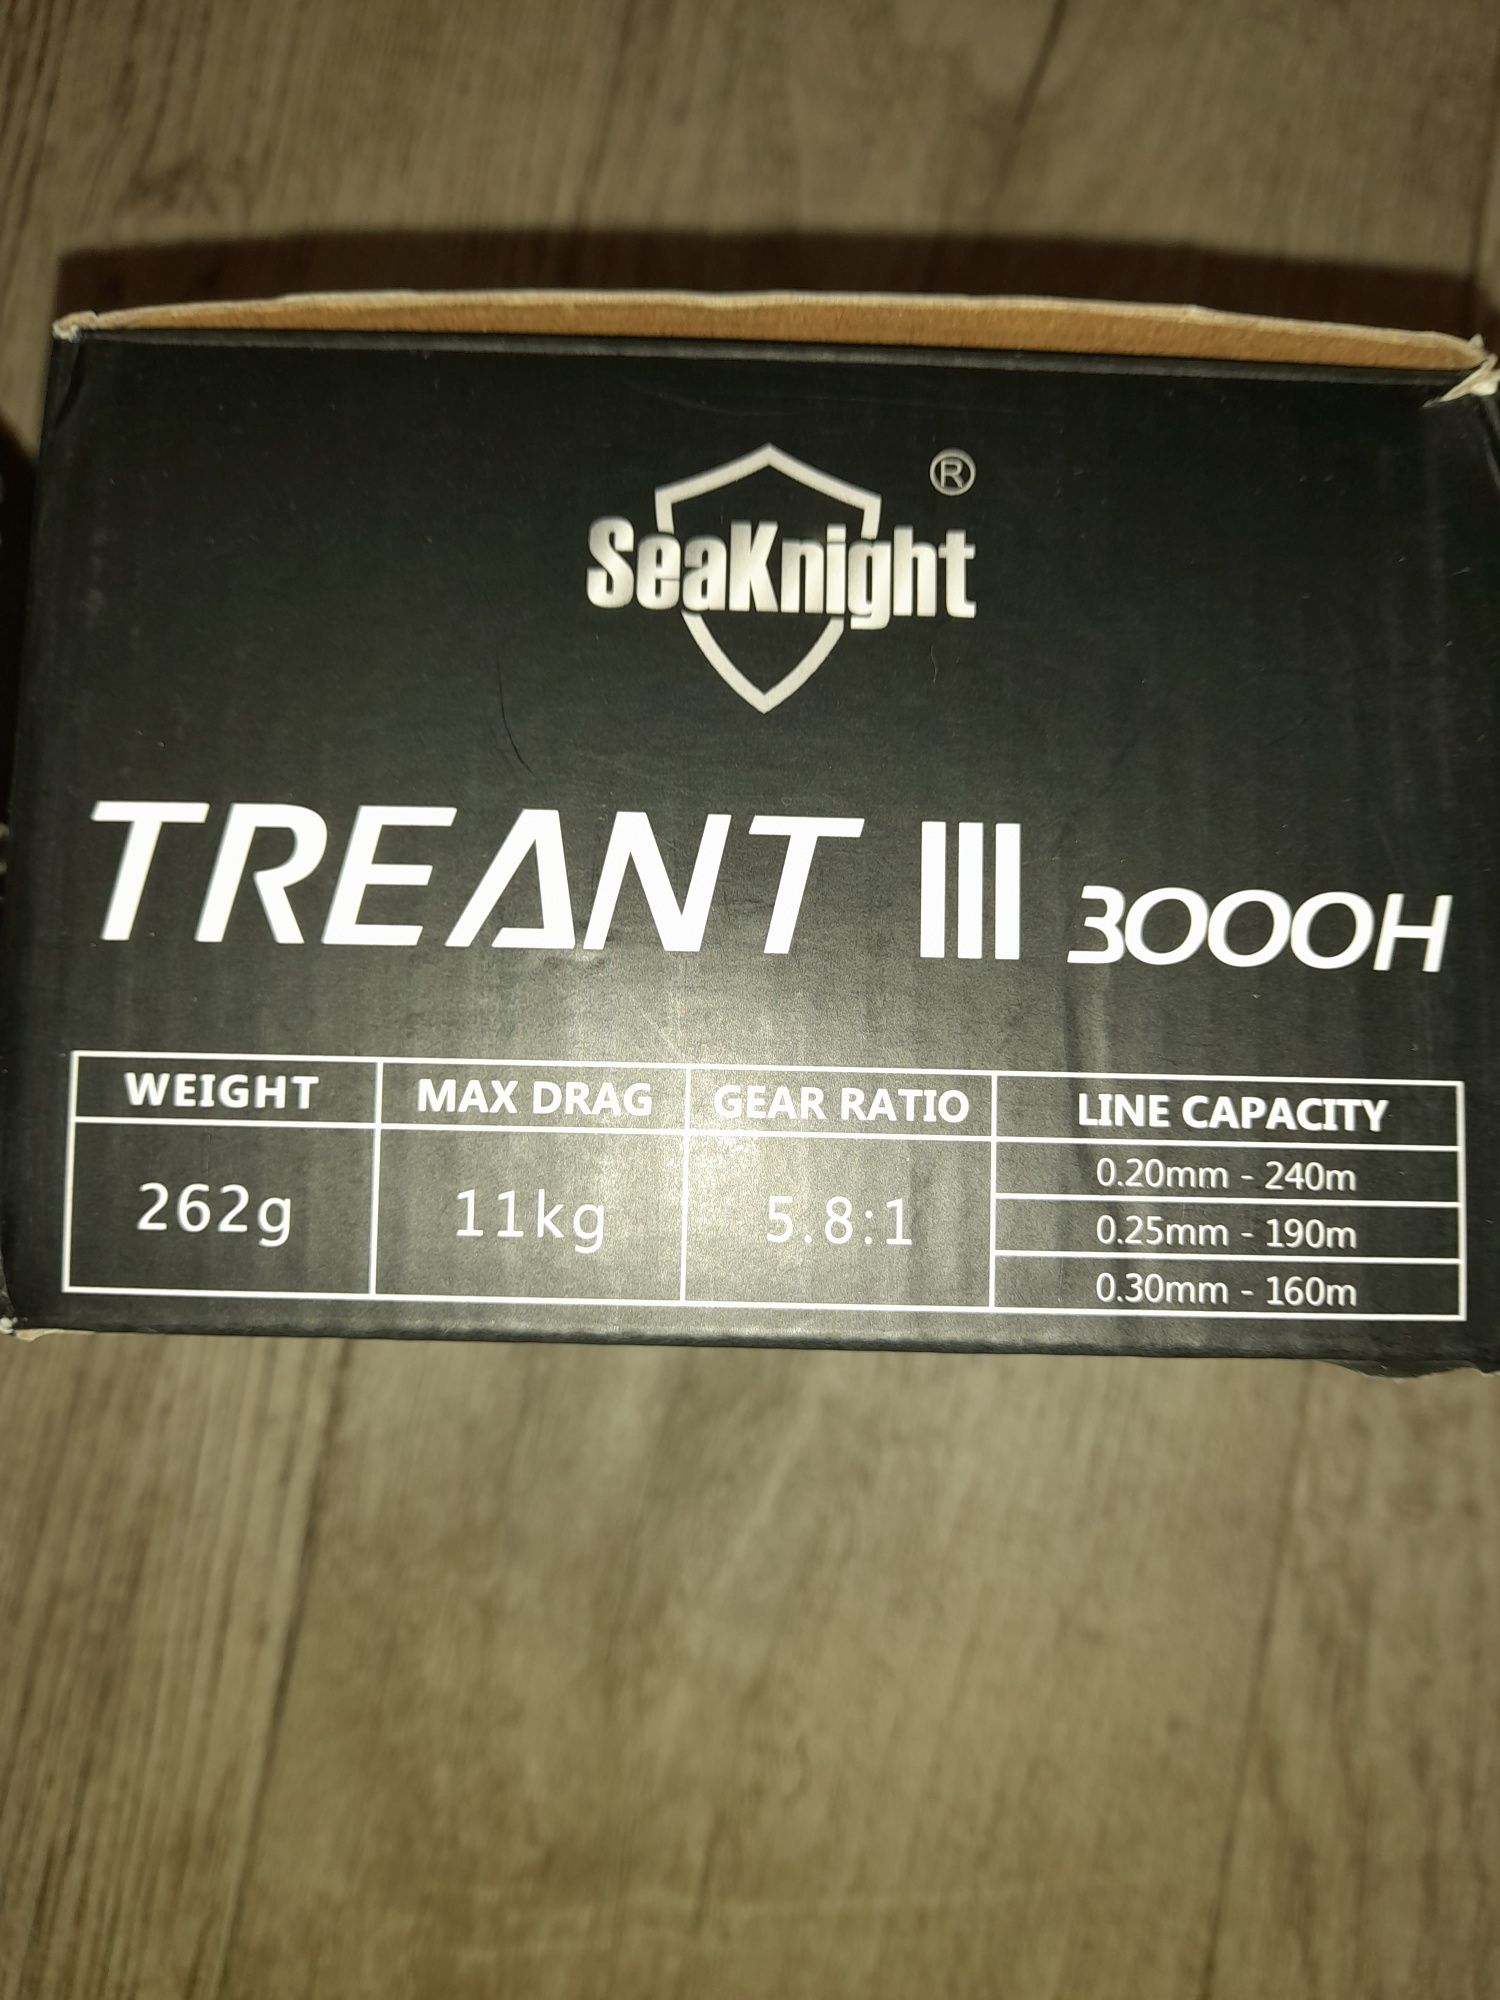 SeaKnight ®
TREANT III 3000H
WEIGHT MAX DRAG GEAR RATIO LINE CAPACITY
262g 11kg 5.8:1
0.20mm - 240m
0.25mm - 190m
0.30mm - 160m